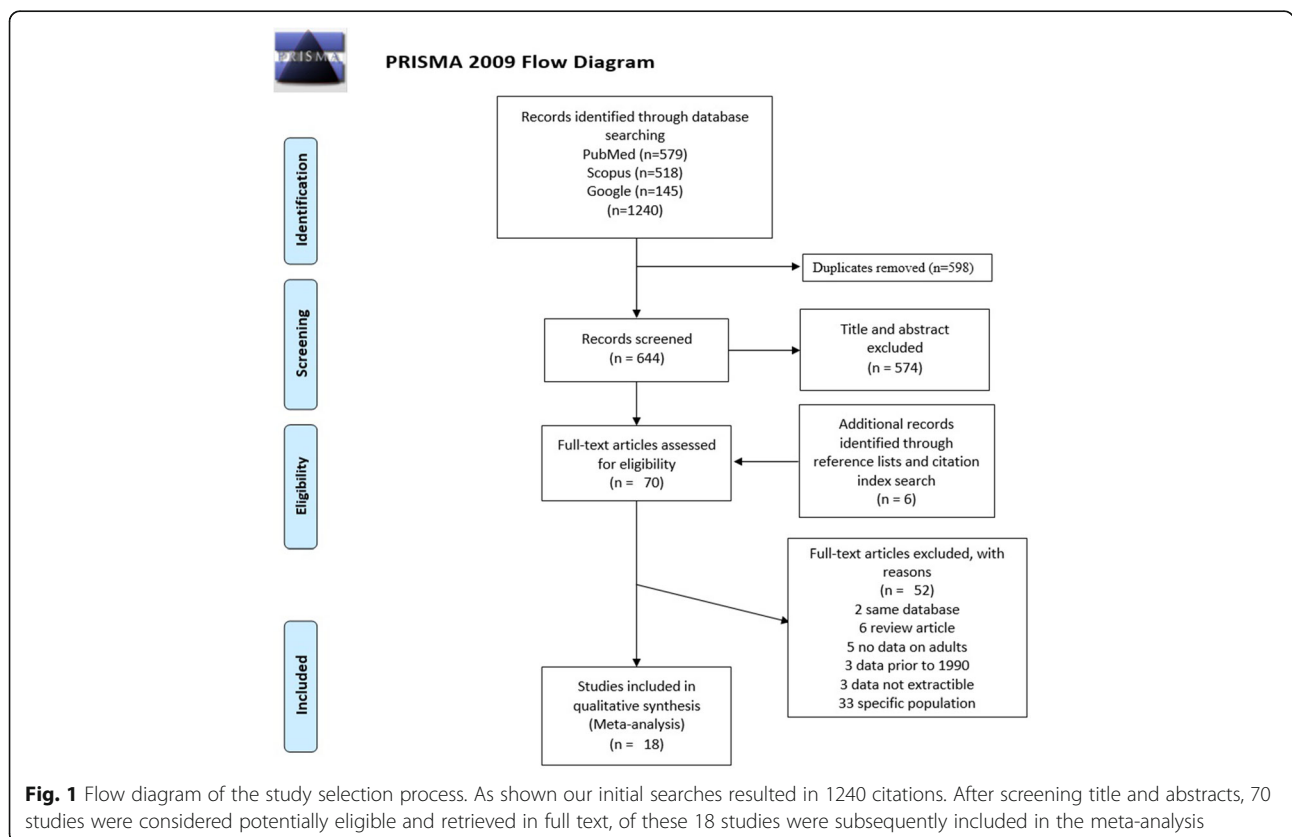 PRISMA
PRISMA 2009 Flow Diagram
Identification
Records identified through database
searching
PubMed (n=579)
Scopus (n=518)
Google (n=145)
(n=1240)
Duplicates removed (n=598)
Screening
Records screened
(n = 644)
Title and abstract
excluded
(n = 574)
Eligibility
Full-text articles assessed
for eligibility
(n = 70)
Additional records
identified through
reference lists and citation
index search
(n = 6)
Full-text articles excluded, with
reasons
(n = 52)
2 same database
6 review article
5 no data on adults
3 data prior to 1990
3 data not extractible
33 specific population
Included
Studies included in
qualitative synthesis
(Meta-analysis)
(n = 18)
Fig. 1 Flow diagram of the study selection process. As shown our initial searches resulted in 1240 citations. After screening title and abstracts, 70
studies were considered potentially eligible and retrieved in full text, of these 18 studies were subsequently included in the meta-analysis